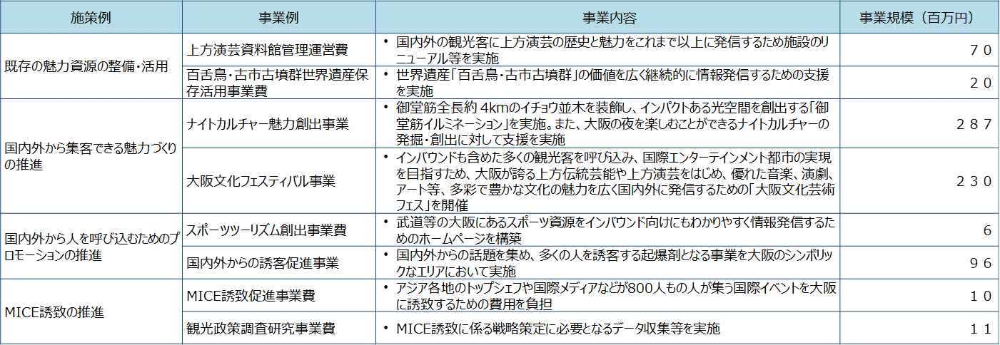 施策例
事業例
事業内容
事業規模（百万円）
既存の魅力資源の整備・活用
上方演芸資料館管理運営費
• 国内外の観光客に上方演芸の歴史と魅力をこれまで以上に発信するため施設のリ
ニューアル等を実施
７０
百舌鳥・古市古墳群世界遺産保
存活用事業費
• 世界遺産「百舌鳥・古市古墳群」の価値を広く継続的に情報発信するための支援
を実施
２０
国内外から集客できる魅力づくり
の推進
ナイトカルチャー魅力創出事業
• 御堂筋全長約４kmのイチョウ並木を装飾し、インパクトある光空間を創出する「御
堂筋イルミネーション」を実施。また、大阪の夜を楽しむことができるナイトカルチャーの
発掘・創出に対して支援を実施
２８７
大阪文化フェスティバル事業
• インバウンドも含めた多くの観光客を呼び込み、国際エンターテインメント都市の実現
を目指すため、大阪が誇る上方伝統芸能や上方演芸をはじめ、優れた音楽、演劇、
アート等、多彩で豊かな文化の魅力を広く国内外に発信するための「大阪文化芸術
フェス」を開催
２３０
国内外から人を呼び込むためのプ
ロモーションの推進
スポーツツーリズム創出事業費
• 武道等の大阪にあるスポーツ資源をインバウンド向けにもわかりやすく情報発信するた
めのホームページを構築
６
国内外からの誘客促進事業
• 国内外からの話題を集め、多くの人を誘客する起爆剤となる事業を大阪のシンボリッ
クなエリアにおいて実施
９６
MICE誘致の推進
MICE誘致促進事業費
• アジア各地のトップシェフや国際メディアなどが800人もの人が集う国際イベントを大阪
に誘致するための費用を負担
１０
観光政策調査研究事業費
• MICE誘致に係る戦略策定に必要となるデータ収集等を実施
１１